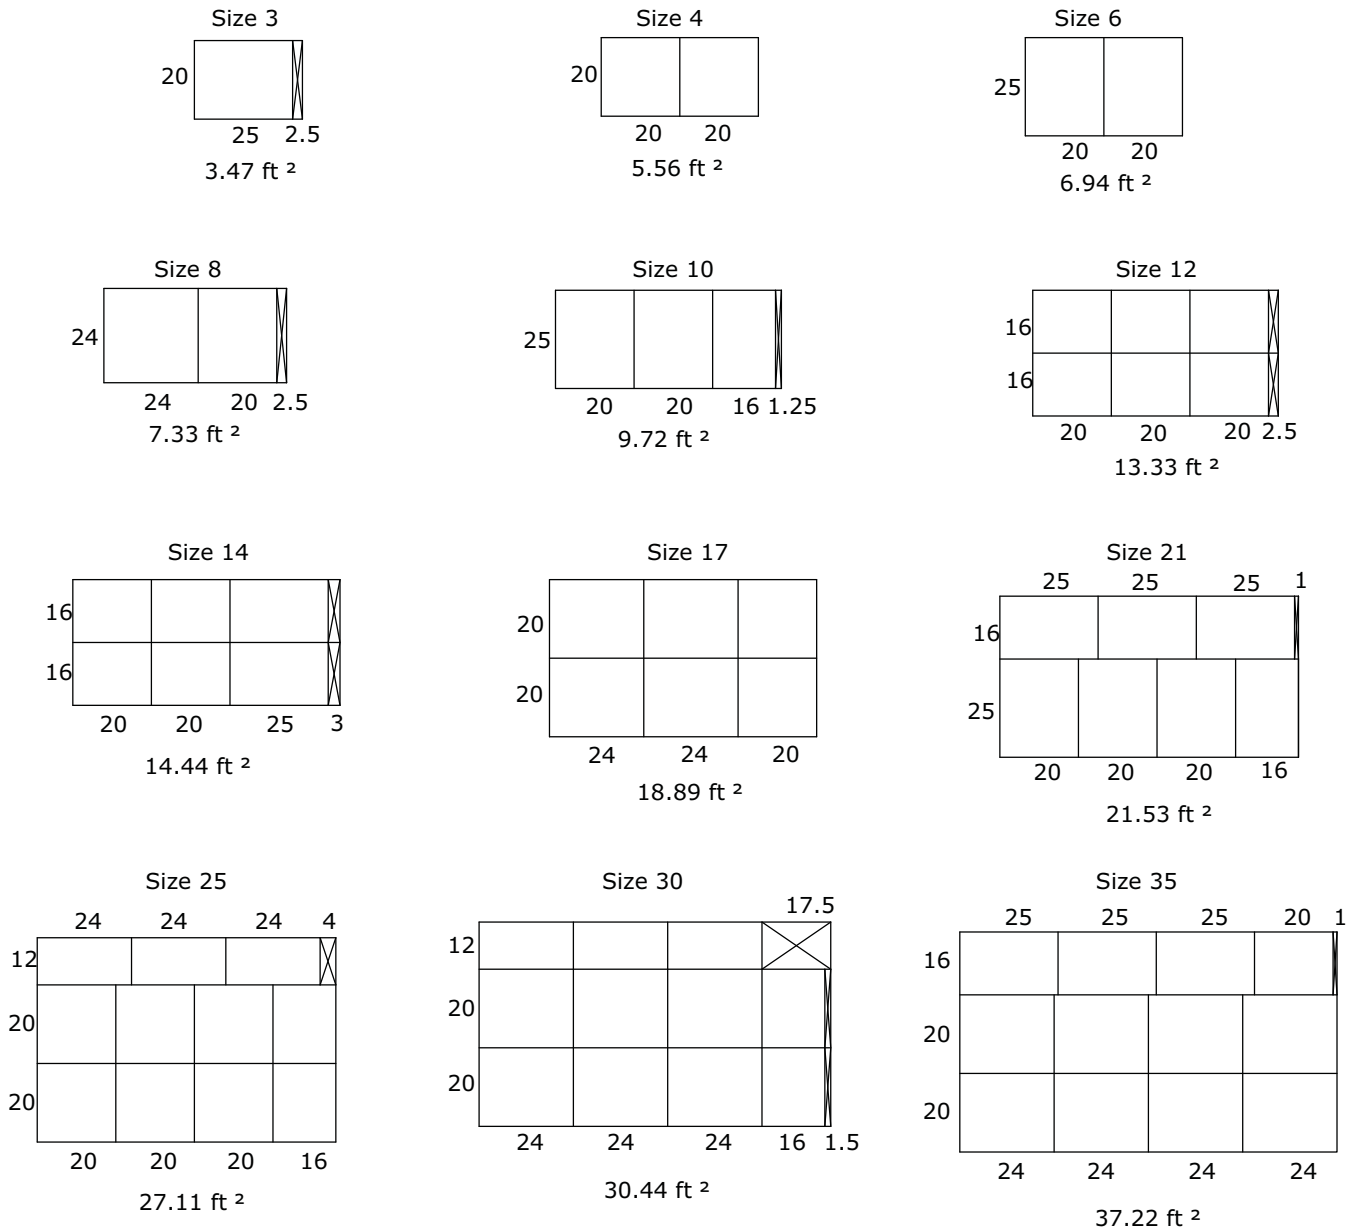 Size 3
20
25 2.5
3.47 ft ²
Size 4
20
20 20
5.56 ft ²
Size 6
25
20 20
6.94 ft ²
Size 8
24
24 20 2.5
7.33 ft ²
Size 10
25
20 20 16 1.25
9.72 ft ²
Size 12
16
16
20 20 20 2.5
13.33 ft ²
Size 14
16
16
20 20 25 3
14.44 ft ²
Size 17
20
20
24 24 20
18.89 ft ²
Size 21
25 25 25 1
16
25
20 20 20 16
21.53 ft ²
Size 25
24 24 24 4
12
20
20
20 20 20 16
27.11 ft ²
Size 30
17.5
12
20
20
24 24 24 16 1.5
30.44 ft ²
Size 35
25 25 25 20 1
16
20
20
24 24 24 24
37.22 ft ²